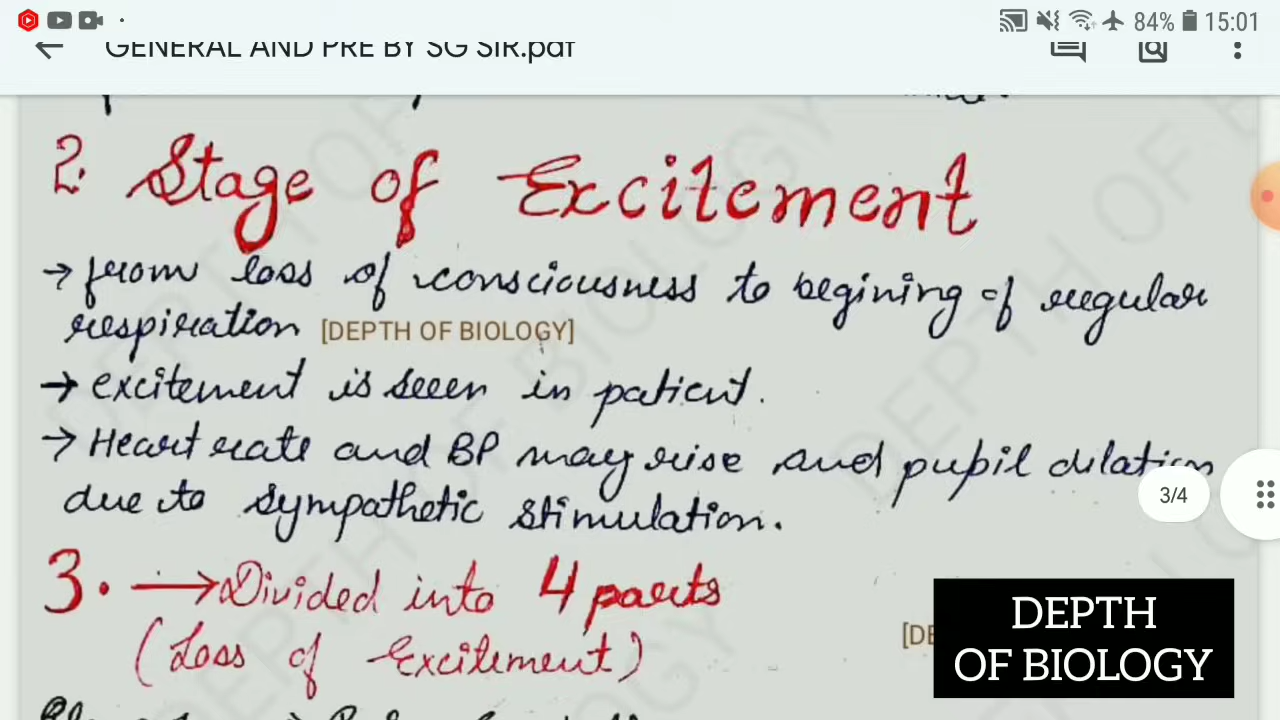 84% 15:01
GENERAL AND PRE BY SG SIR.pdf
2. Stage of Excitement
→ from loss of consciousness to begining of regular
respiration [DEPTH OF BIOLOGY]
→ excitement is seen in patient.
→ Heart rate and BP may rise and pupil dilation
due to sympathetic stimulation.
3/4
3. → Divided into 4 parts
(Loss of Excitement)
[DE
DEPTH
OF BIOLOGY